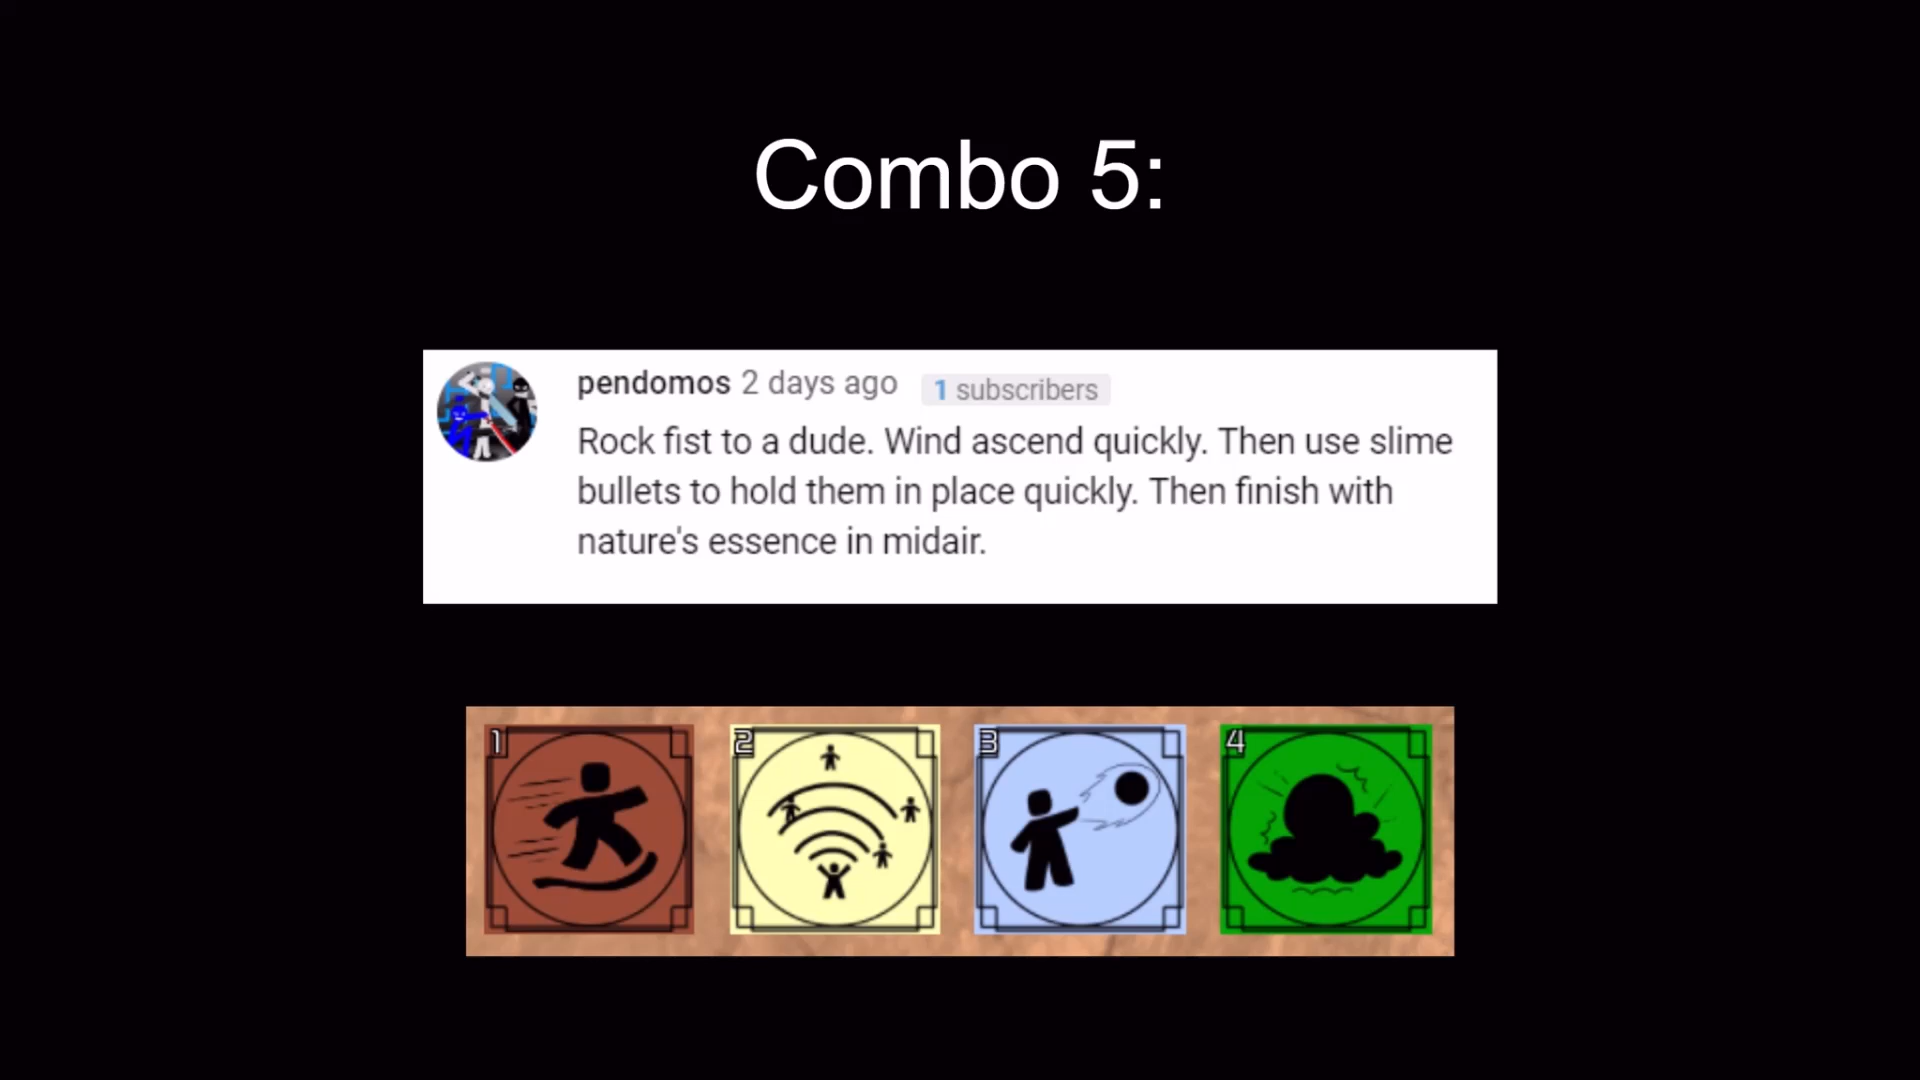 Combo 5:
pendomos 2 days ago 1 subscribers
Rock fist to a dude. Wind ascend quickly. Then use slime
bullets to hold them in place quickly. Then finish with
nature's essence in midair.
1 2 3 4